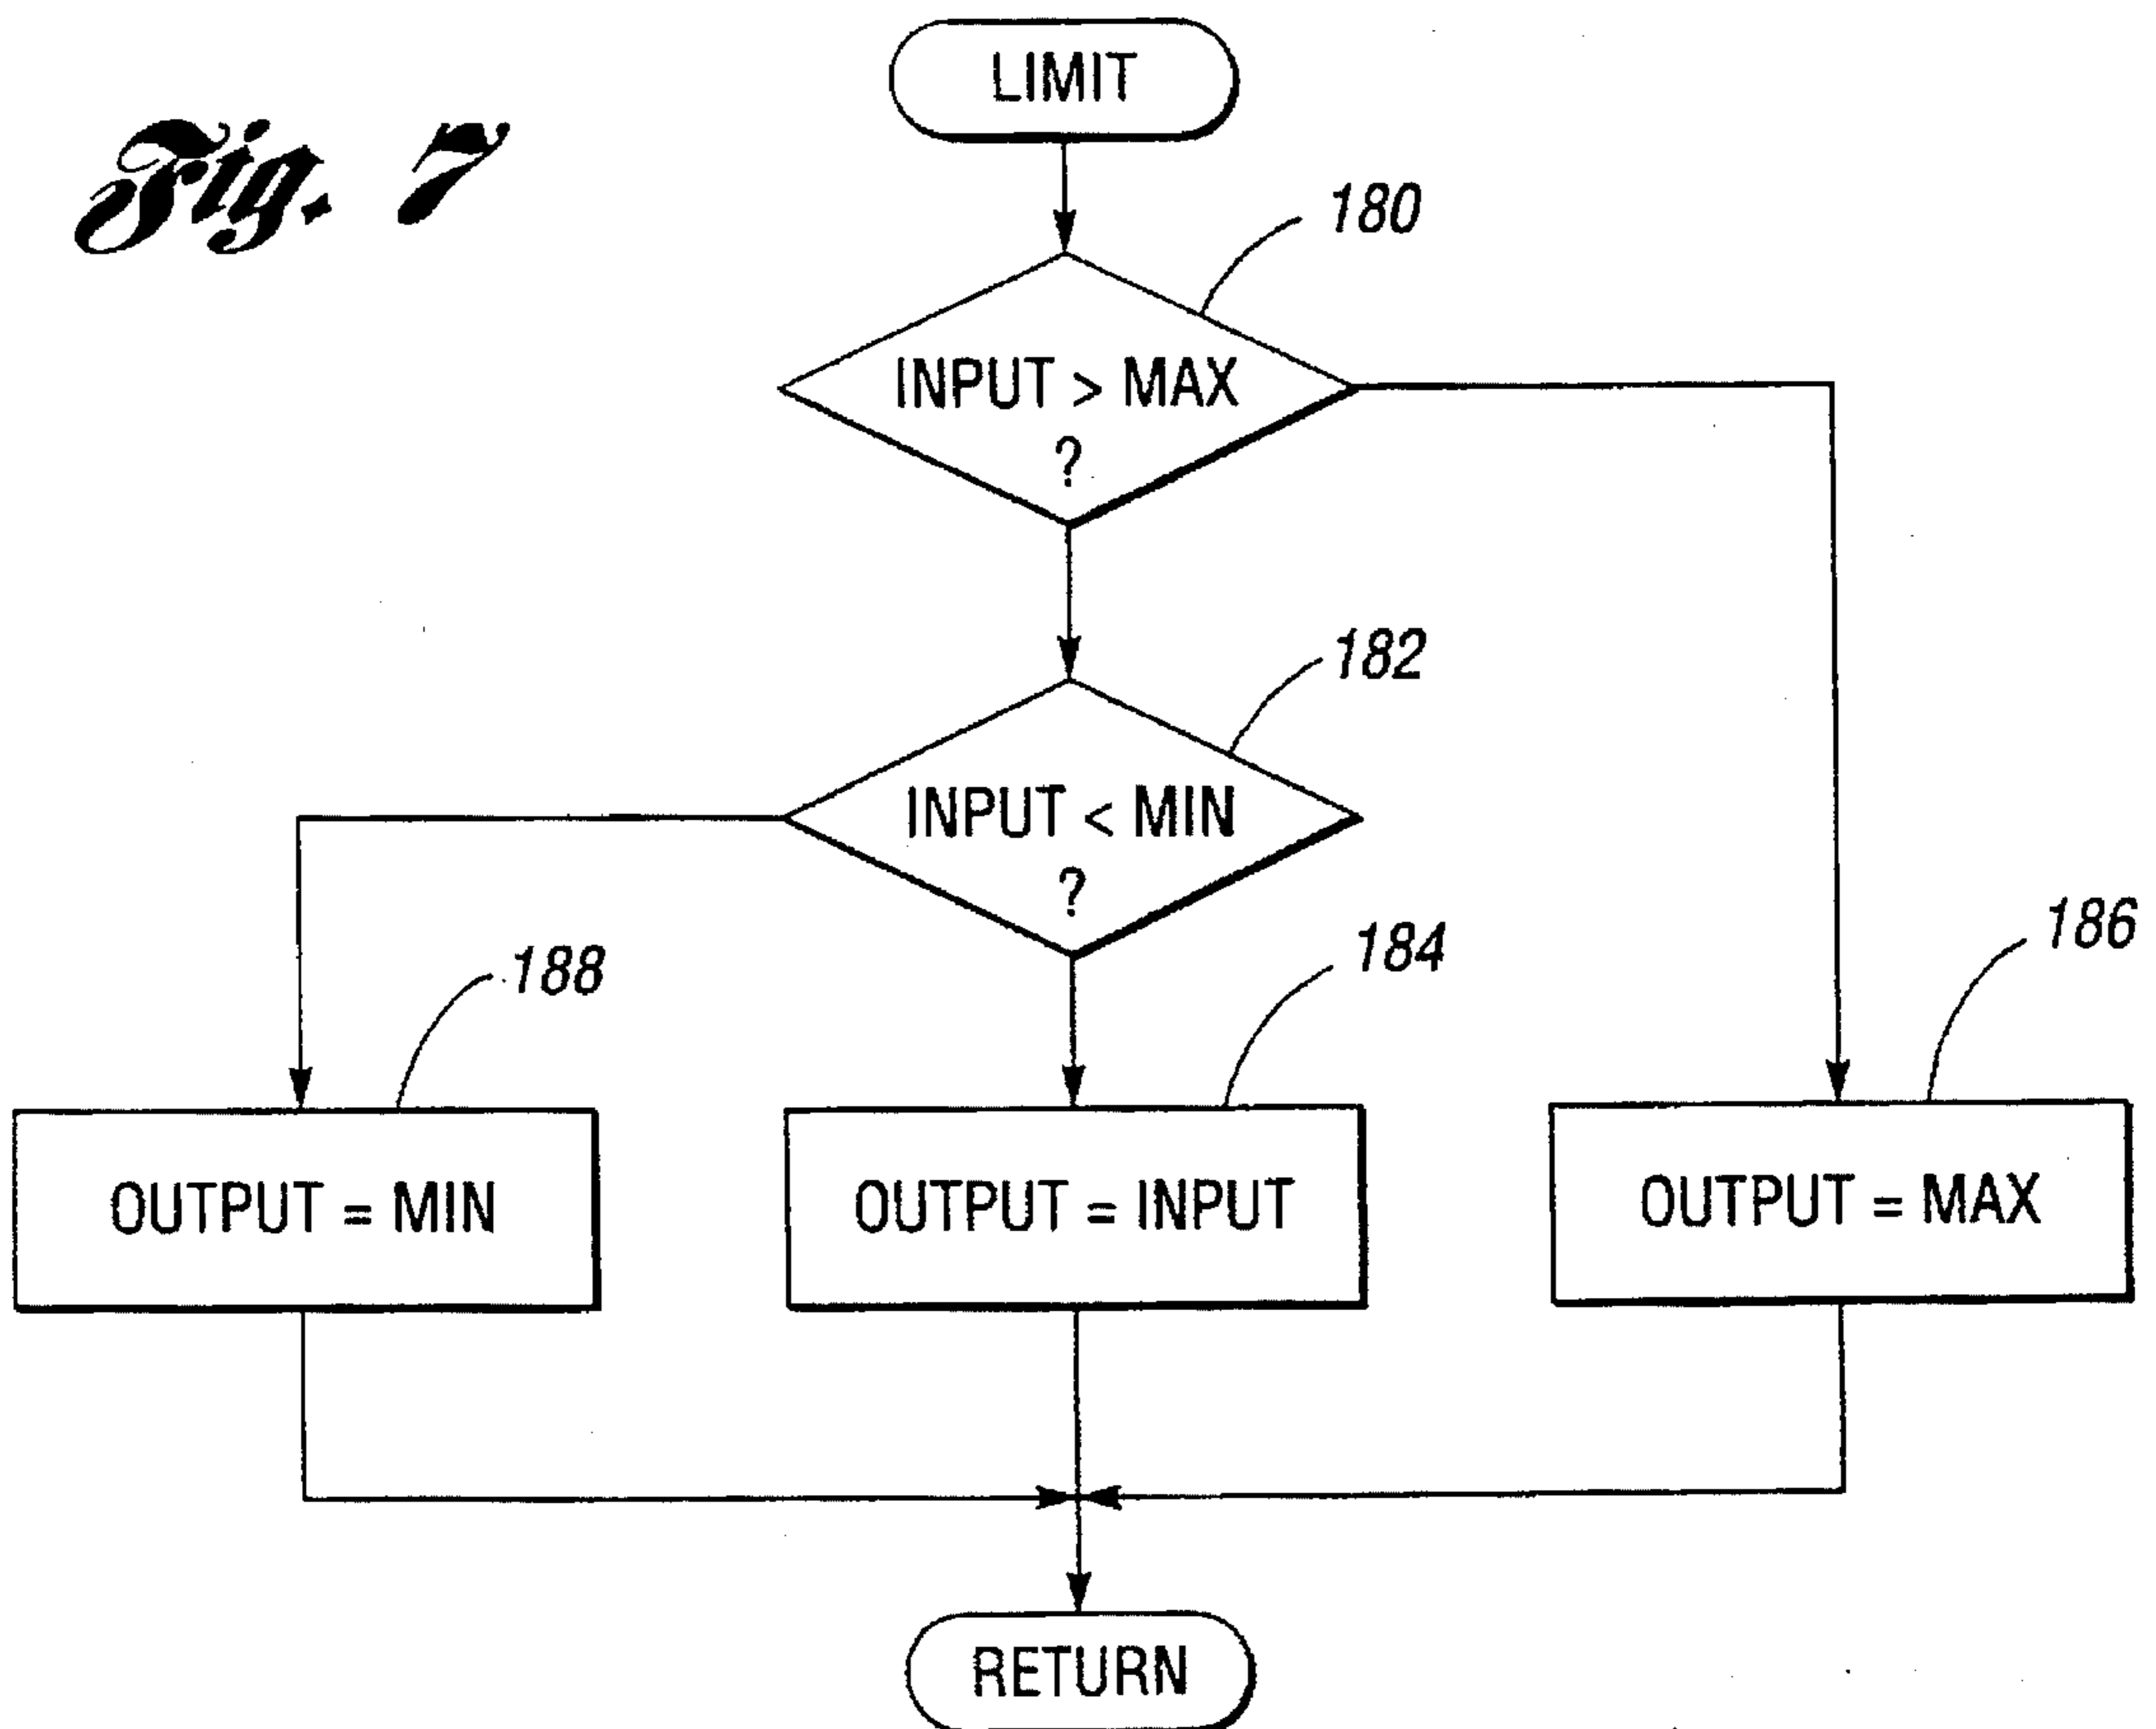 Fig. 7
LIMIT
180
INPUT > MAX
?
182
INPUT < MIN
?
188
184
186
OUTPUT = MIN
OUTPUT = INPUT
OUTPUT = MAX
RETURN